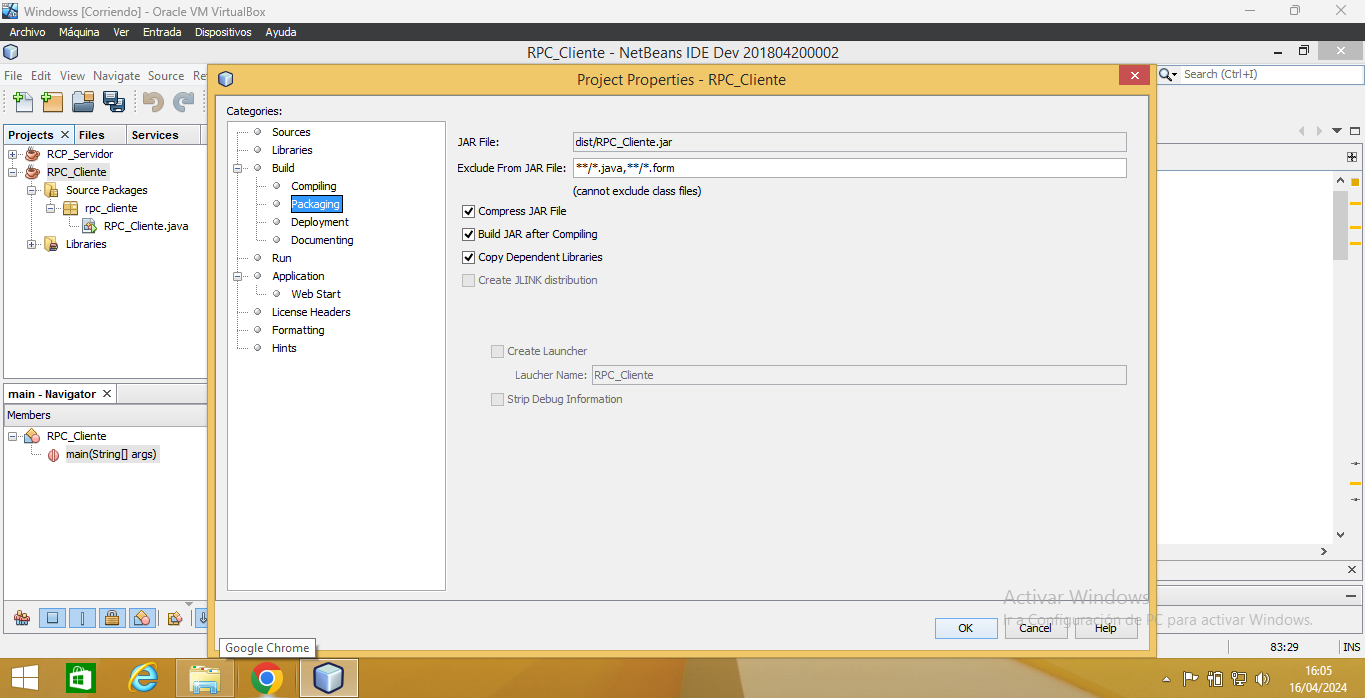 Windowss [Corriendo] - Oracle VM VirtualBox
Archivo Máquina Ver Entrada Dispositivos Ayuda
RPC_Cliente - NetBeans IDE Dev 201804200002
File Edit View Navigate Source Re
Search (Ctrl+I)
Project Properties - RPC_Cliente
Projects Files Services
RCP_Servidor
RPC_Cliente
Source Packages
rpc_cliente
RPC_Cliente.java
Libraries
main - Navigator
Members
RPC_Cliente
main(String[] args)
Categories:
Sources
Libraries
Build
Compiling
Packaging
Deployment
Documenting
Run
Application
Web Start
License Headers
Formatting
Hints
JAR File: dist/RPC_Cliente.jar
Exclude From JAR File: **/*.java,**/*.form
(cannot exclude class files)
Compress JAR File
Build JAR after Compiling
Copy Dependent Libraries
Create JLINK distribution
Create Launcher
Laucher Name: RPC_Cliente
Strip Debug Information
Activar Windows
Ir a Configuración de PC para activar Windows.
OK Cancel Help
Google Chrome
83:29 INS
16:05
16/04/2024